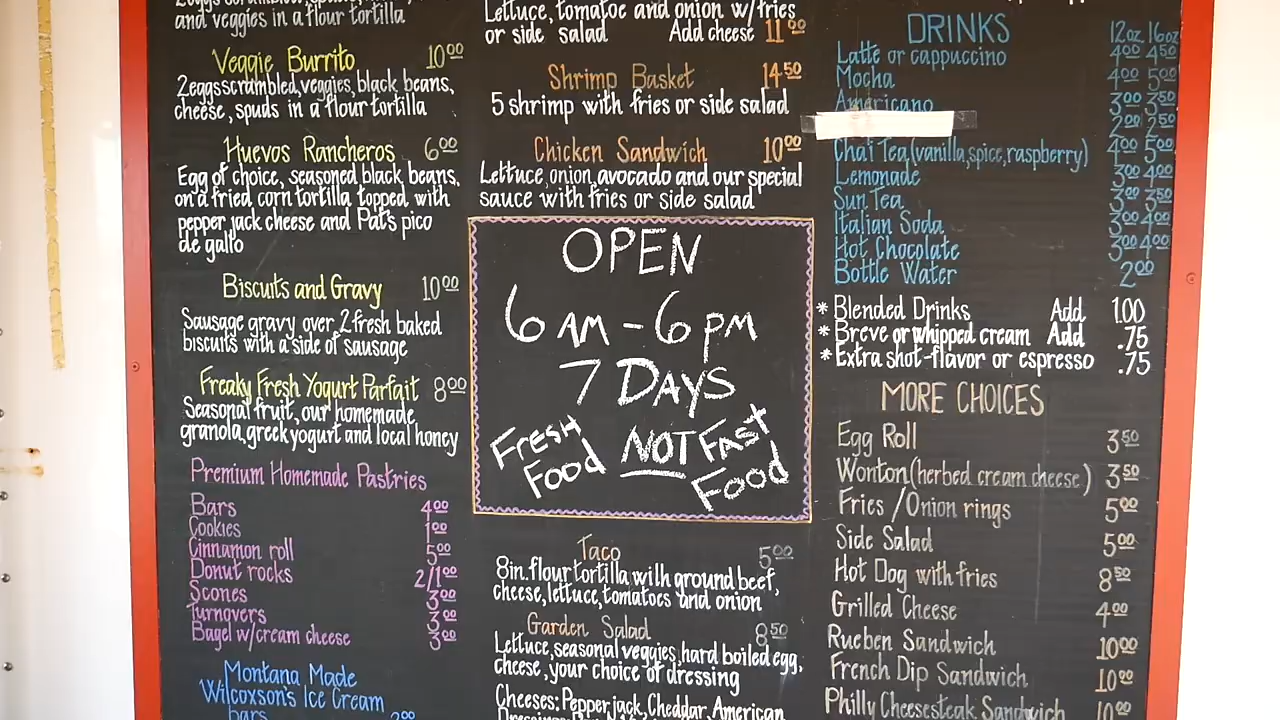 and veggies in a flour tortilla
Veggie Burrito 10.00
2eggs scrambled, veggies, black beans,
cheese, spuds in a flour tortilla
Huevos Rancheros 6.00
Egg of choice, seasoned black beans,
on a fried corn tortilla topped with
pepper jack cheese and Pat's pico
de gallo
Biscuits and Gravy 10.00
Sausage gravy over 2 fresh baked
biscuits with a side of sausage
Freaky Fresh Yogurt Parfait 8.00
Seasonal fruit, our homemade
granola, greek yogurt and local honey
Premium Homemade Pastries
Bars 4.00
Cookies 1.00
Cinnamon roll 5.00
Donut rocks 2/1.00
Scones 3.00
Turnovers 3.00
Bagel w/cream cheese 3.00
Montana Made
Wilcoxson's Ice Cream
bars 2.00
Lettuce, tomatoe and onion w/fries
or side salad Add cheese 11.00
Shrimp Basket 14.50
5 shrimp with fries or side salad
Chicken Sandwich 10.00
Lettuce, onion, avocado and our special
sauce with fries or side salad
OPEN
6 AM - 6 PM
7 DAYS
FRESH FOOD NOT FAST FOOD
Taco 5.00
8in. flour tortilla with ground beef,
cheese, lettuce, tomatoes and onion
Garden Salad 8.50
Lettuce, seasonal veggies, hard boiled egg,
cheese, your choice of dressing
Cheeses: Pepperjack, Cheddar, American
DRINKS 12oz 16oz
Latte or cappuccino 4.00 4.50
Mocha 4.00 5.00
Americano 3.00 3.50
2.00 2.50
Chai Tea (vanilla, spice, raspberry) 4.00 5.00
Lemonade 3.00 4.00
Sun Tea 3.00 3.50
Italian Soda 3.00 4.00
Hot Chocolate 3.00 4.00
Bottle Water 2.00
* Blended Drinks Add 1.00
* Breve or whipped cream Add .75
* Extra shot-flavor or espresso .75
MORE CHOICES
Egg Roll 3.50
Wonton (herbed cream cheese) 3.50
Fries / Onion rings 5.00
Side Salad 5.00
Hot Dog with fries 8.50
Grilled Cheese 4.00
Rueben Sandwich 10.00
French Dip Sandwich 10.00
Philly Cheesesteak Sandwich 10.00